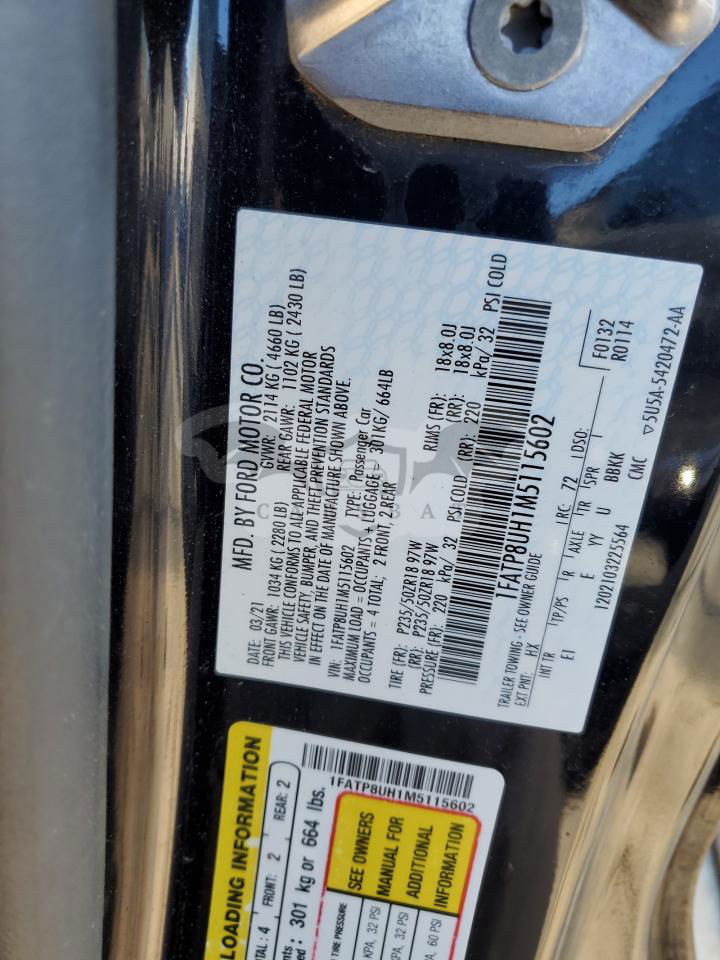 MFD. BY FORD MOTOR CO.
DATE: 03/21 GVWR: 2114 KG ( 4660 LB)
FRONT GAWR: 1034 KG (2280 LB) REAR GAWR: 1102 KG ( 2430 LB)
THIS VEHICLE CONFORMS TO ALL APPLICABLE FEDERAL MOTOR
VEHICLE SAFETY, BUMPER, AND THEFT PREVENTION STANDARDS
IN EFFECT ON THE DATE OF MANUFACTURE SHOWN ABOVE.
VIN: 1FATP8UH1M5115602 TYPE: Passenger Car
MAXIMUM LOAD = OCCUPANTS + LUGGAGE = 301KG/ 664LB
OCCUPANTS = 4 TOTAL; 2 FRONT, 2 REAR
TIRE (FR): P235/50ZR18 97W RIMS (FR): 18x8.0J
(RR): P235/50ZR18 97W (RR): 18x8.0J
PRESSURE (FR): 220 kPa/ 32 PSI COLD (RR): 220 kPa/ 32 PSI COLD
1FATP8UH1M5115602
TRAILER TOWING - SEE OWNER GUIDE
EXT PNT: HX RC: 72 DSO: F0132
R0114
INT TR TP/PS R AXLE TR SPR
EI E YY U BBKK
1202103225564 CMC ▽5U5A-5420472-AA
LOADING INFORMATION
4 FRONT: 2 REAR: 2
301 kg or 664 lbs.
1FATP8UH1M5115602
TIRE PRESSURE
KPA, 32 PSI
KPA, 32 PSI
KPA, 60 PSI
SEE OWNERS
MANUAL FOR
ADDITIONAL
INFORMATION